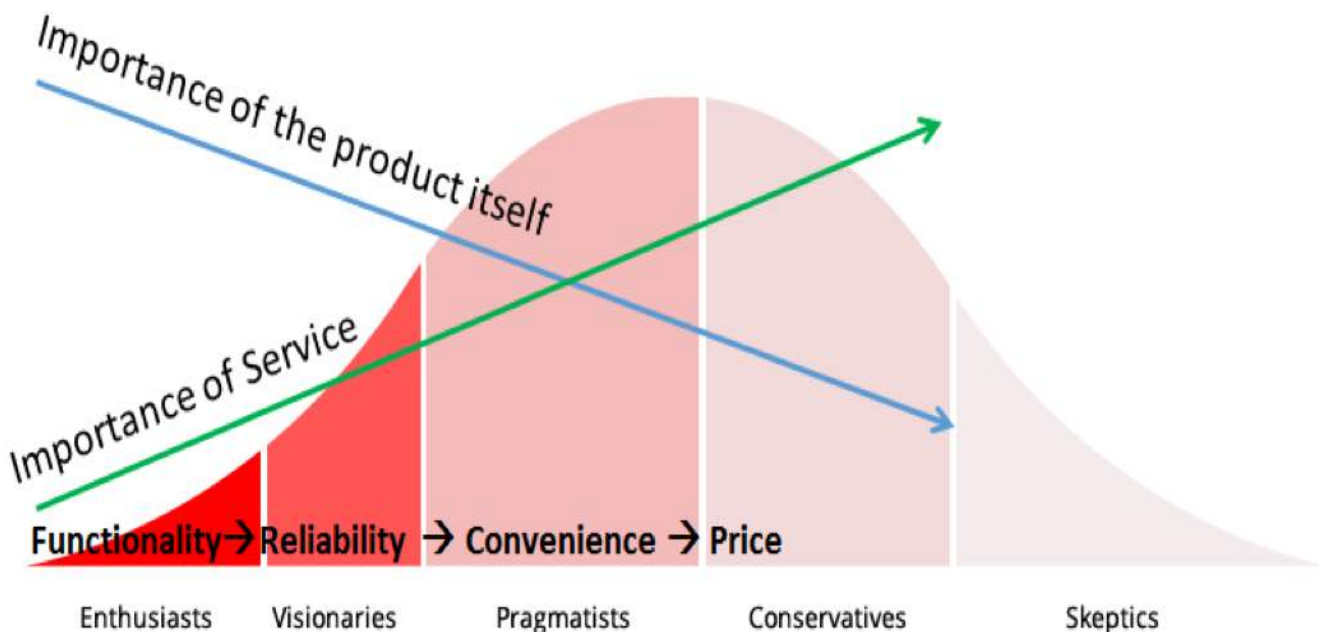 Importance of the product itself
Importance of Service
Functionality→Reliability → Convenience → Price
Enthusiasts Visionaries Pragmatists Conservatives Skeptics